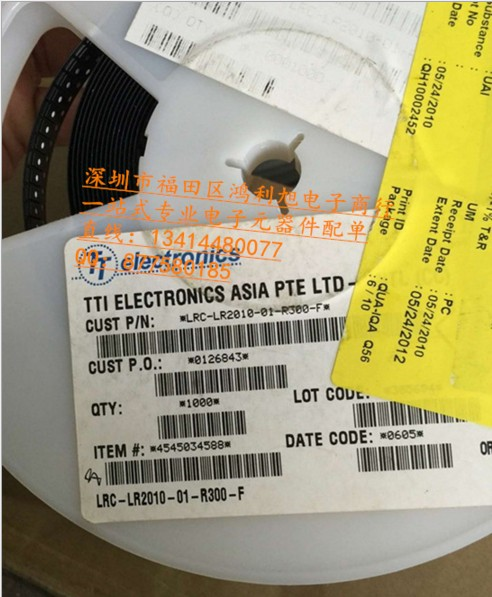 深圳市福田区鸿利旭电子商行
一站式专业电子元器件配单
直线：13414480077
TT electronics
TTI ELECTRONICS ASIA PTE LTD-
CUST P/N: *LRC-LR2010-01-R300-F*
CUST P.O.: *0126843*
QTY: *1000*
LOT CODE:
ITEM #: *4545034588*
DATE CODE: *0605*
LRC-LR2010-01-R300-F
Substance : UAI
Date : 05/24/2010
: QH10002452
T& R
UM : PC
Receipt Date : 05/24/2010
Extent Date : 05/24/2012
Print ID : QUA-IQA Q56
Package : 6 / 10